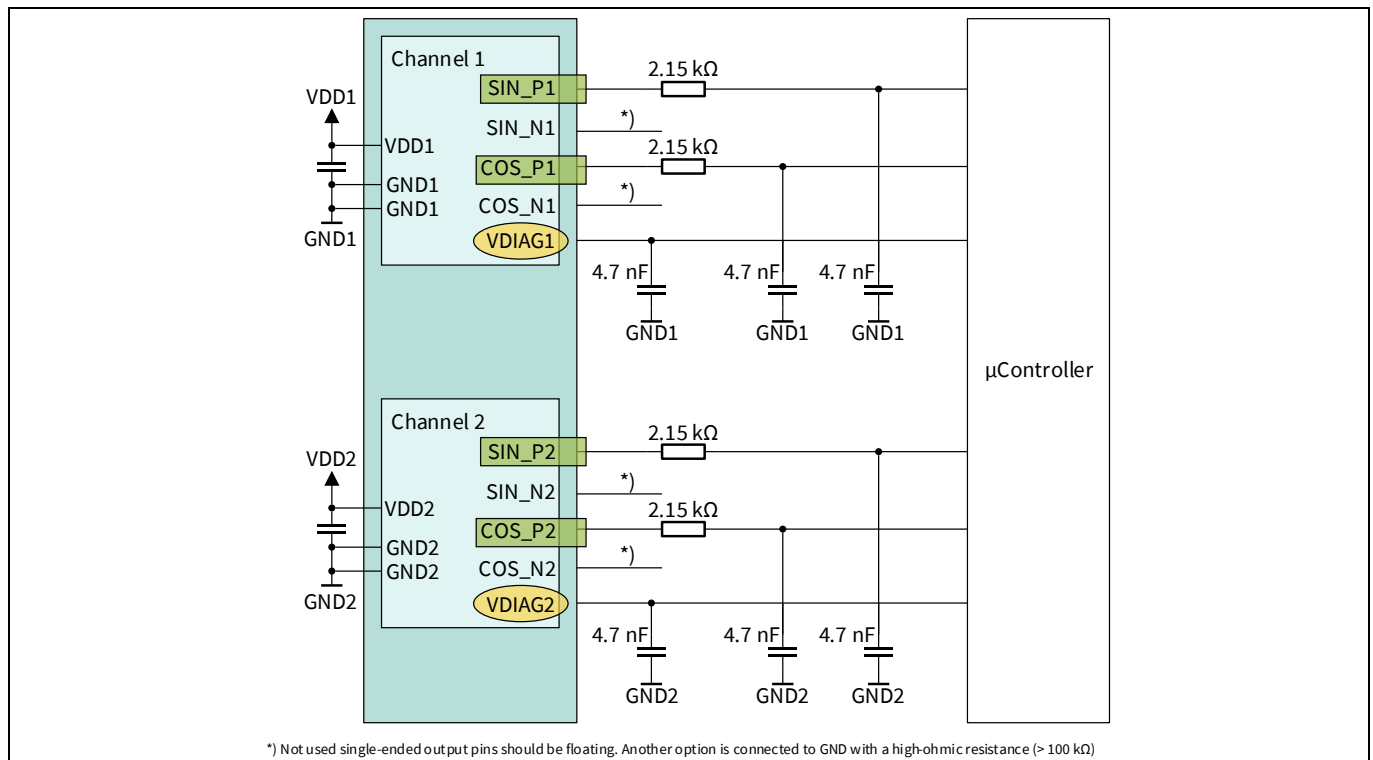 Channel 1
SIN_P1
2.15 kΩ
VDD1
SIN_N1
*)
VDD1
2.15 kΩ
COS_P1
GND1
*)
GND1
COS_N1
GND1
VDIAG1
4.7 nF
4.7 nF
4.7 nF
GND1
GND1
GND1
µController
Channel 2
2.15 kΩ
SIN_P2
VDD2
*)
SIN_N2
VDD2
2.15 kΩ
COS_P2
GND2
*)
GND2
COS_N2
GND2
VDIAG2
4.7 nF
4.7 nF
4.7 nF
GND2
GND2
GND2
*) Not used single-ended output pins should be floating. Another option is connected to GND with a high-ohmic resistance (> 100 kΩ)